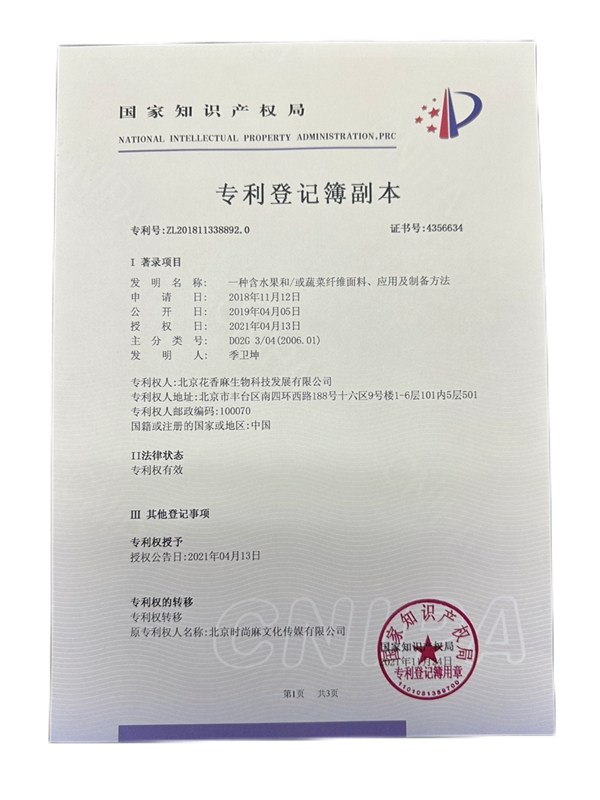 国家知识产权局
NATIONAL INTELLECTUAL PROPERTY ADMINISTRATION,PRC
专利登记簿副本
专利号:ZL201811338892.0 证书号:4356634
I 著录项目
发明名称: 一种含水果和/或蔬菜纤维面料、应用及制备方法
申请日: 2018年11月12日
公开日: 2019年04月05日
授权日: 2021年04月13日
主分类号: D02G 3/04(2006.01)
发明人: 季卫坤
专利权人:北京花香麻生物科技发展有限公司
专利权人地址:北京市丰台区南四环西路188号十六区9号楼1-6层101内5层501
专利权人邮政编码:100070
国籍或注册的国家或地区:中国
II法律状态
专利权有效
III 其他登记事项
专利权授予
授权公告日:2021年04月13日
专利权的转移
专利权转移
原专利权人名称:北京时尚麻文化传媒有限公司
CNIPA
国家知识产权局
国家知识产权局
专利登记簿用章
1101081389700
第1页 共3页